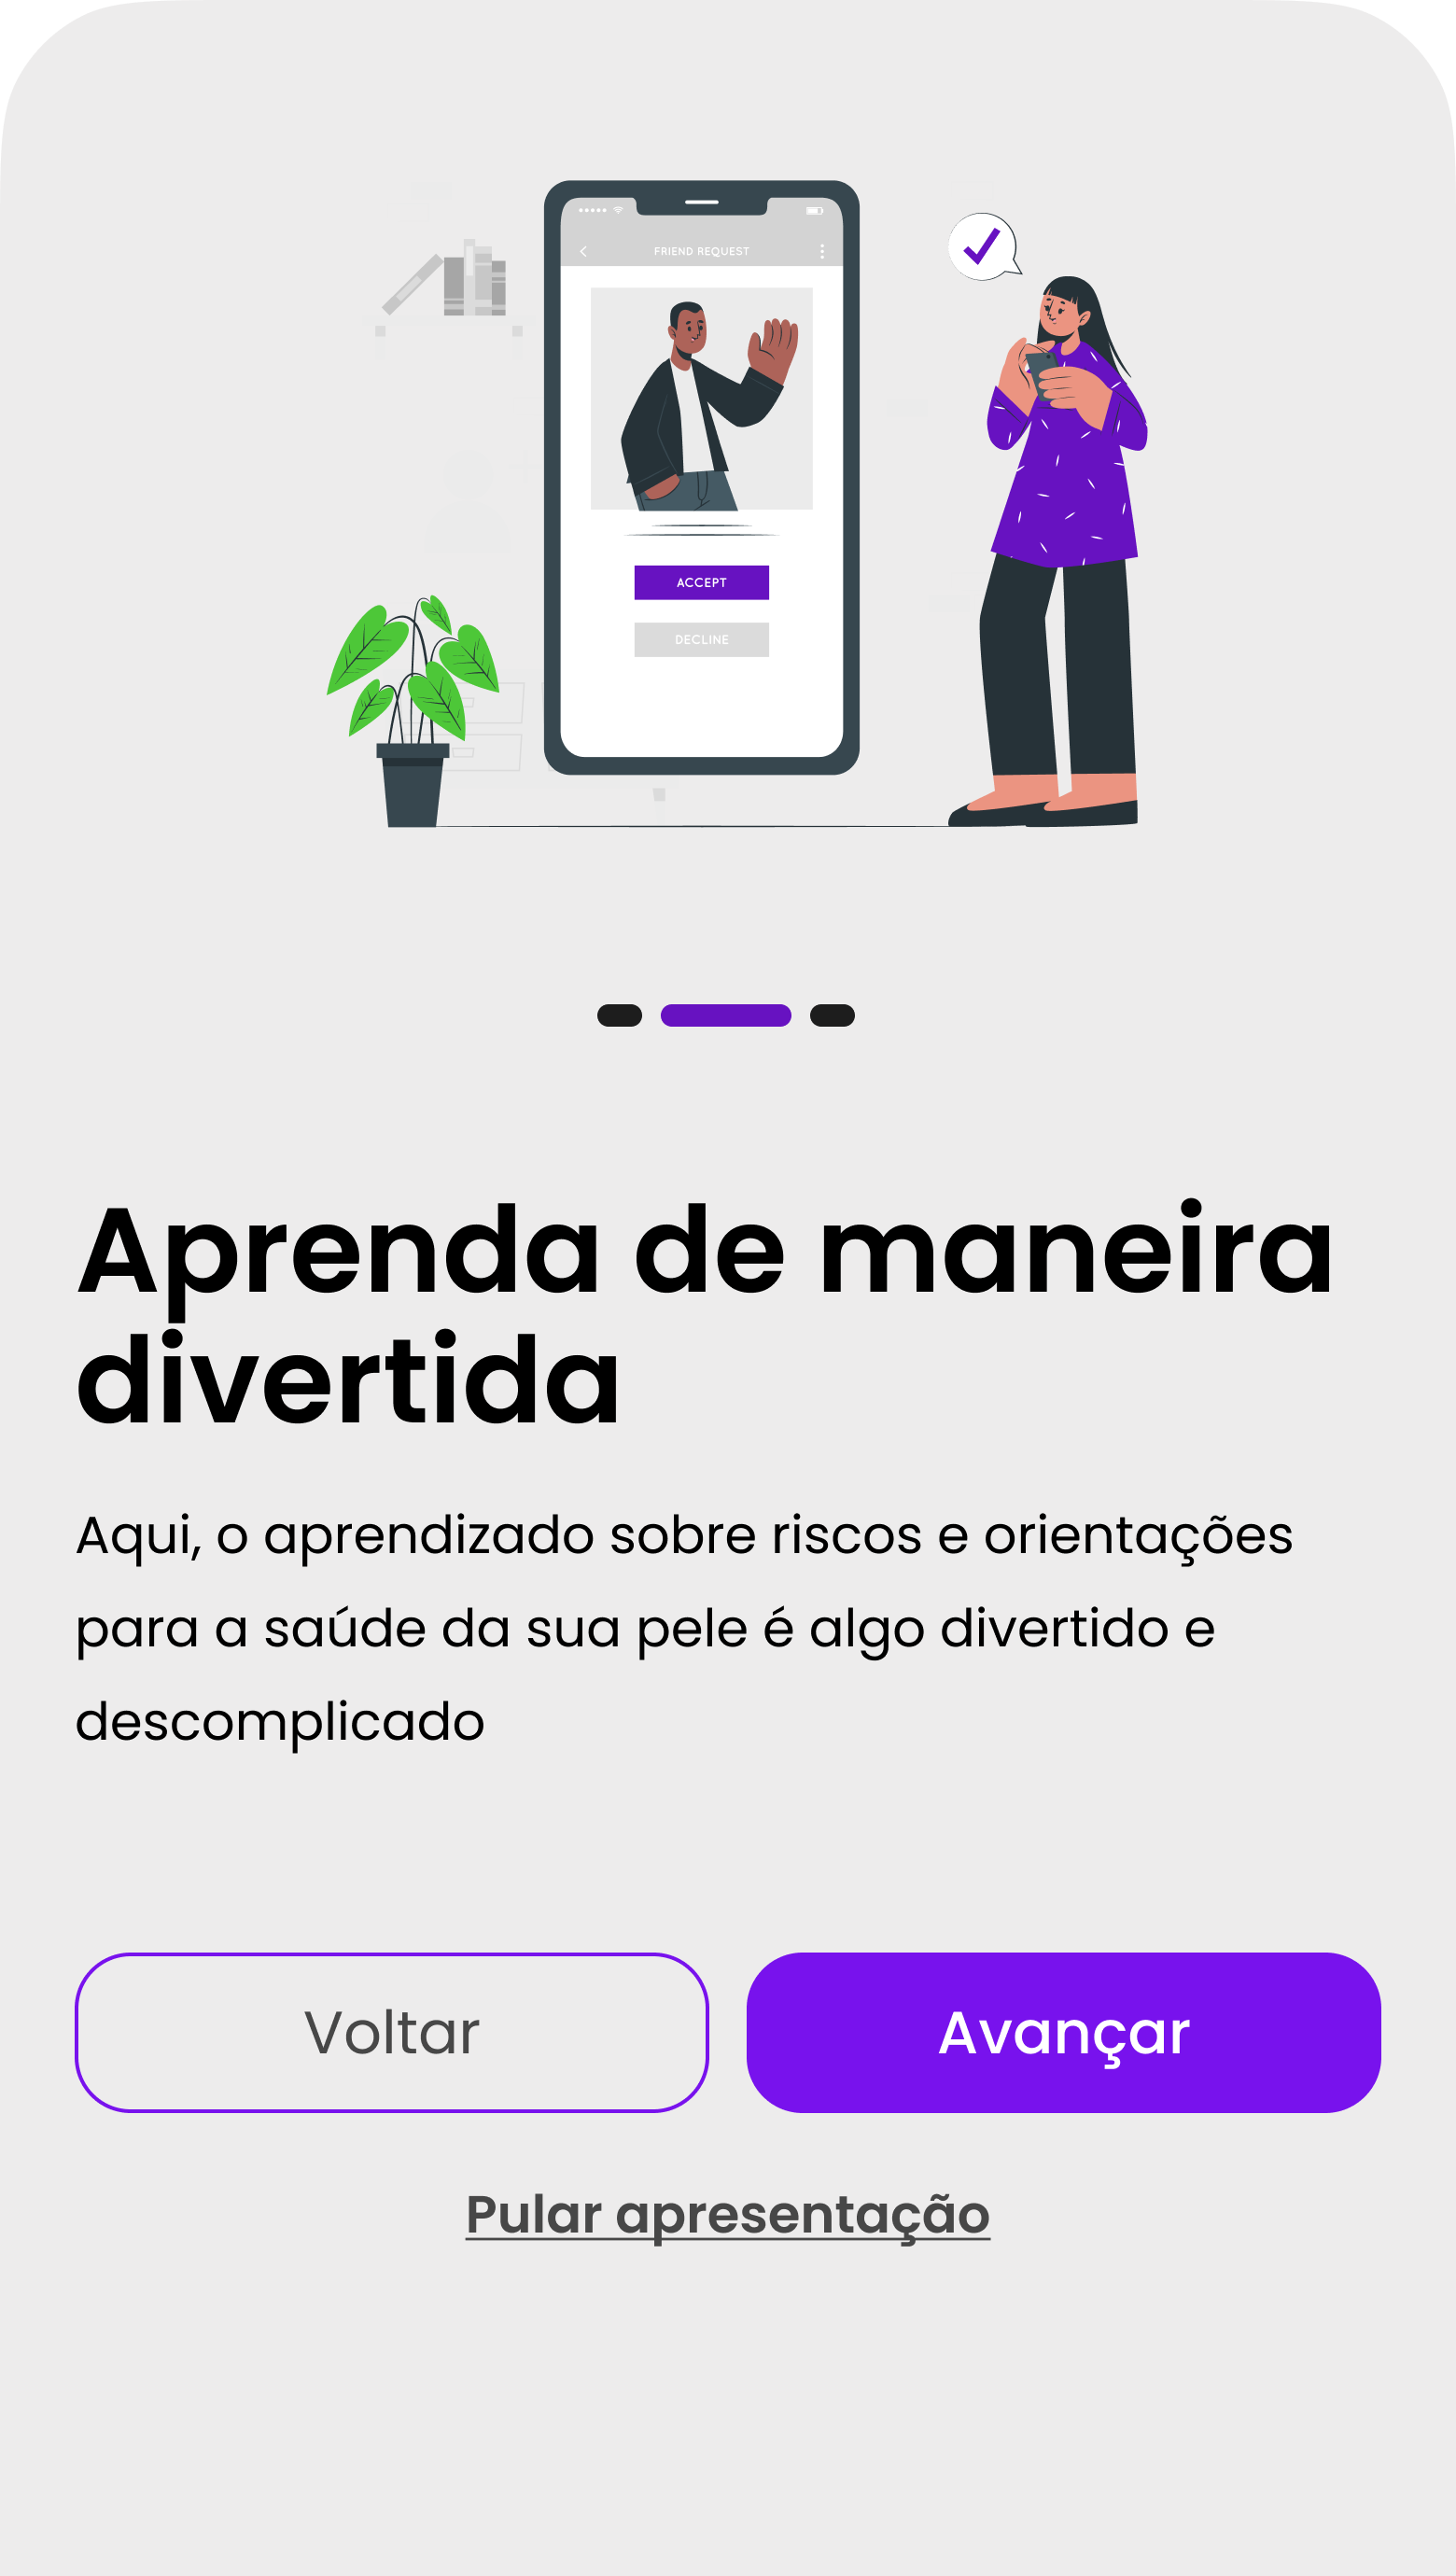 FRIEND REQUEST
ACCEPT
DECLINE
Aprenda de maneira
divertida
Aqui, o aprendizado sobre riscos e orientações
para a saúde da sua pele é algo divertido e
descomplicado
Voltar
Avançar
Pular apresentação